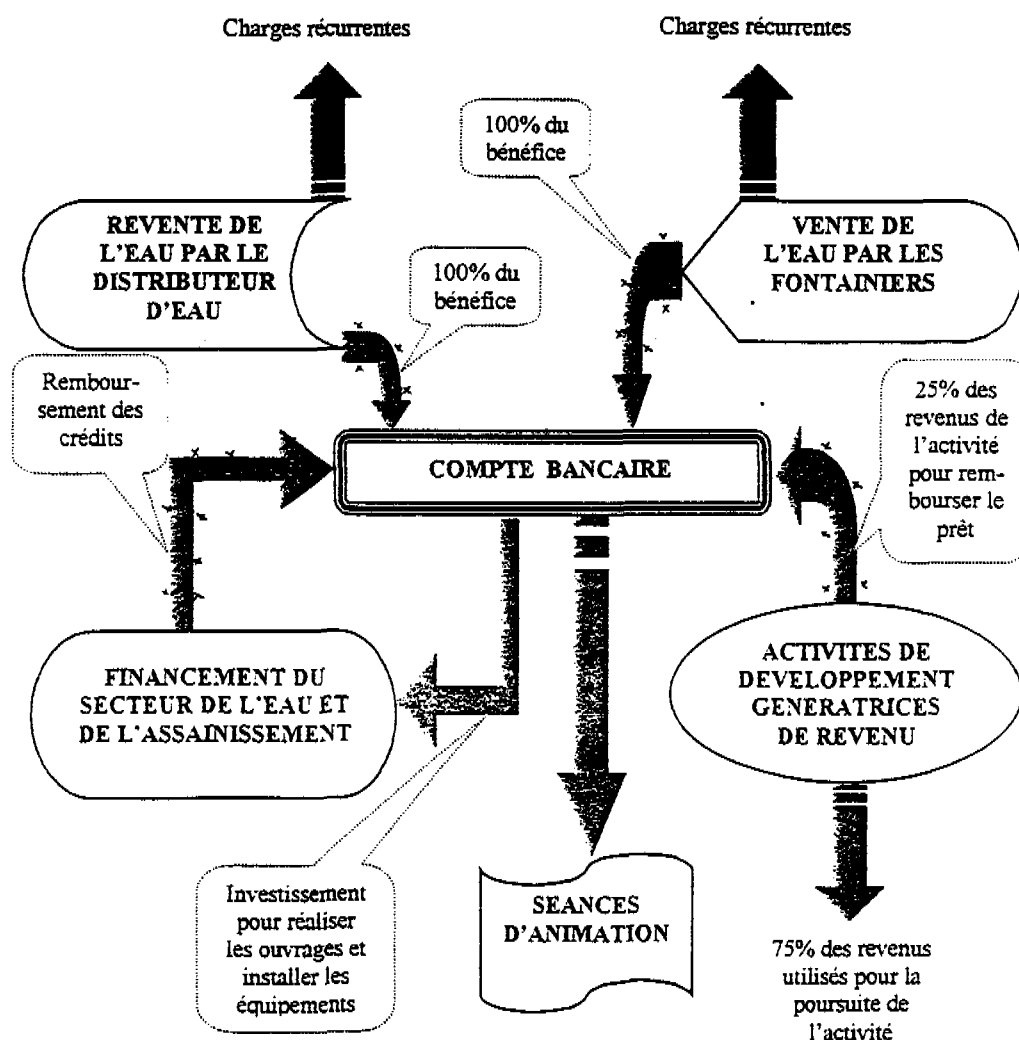 Charges récurrentes
Charges récurrentes
100% du
bénéfice
REVENTE DE
L'EAU PAR LE
DISTRIBUTEUR
D'EAU
100% du
bénéfice
VENTE DE
L'EAU PAR LES
FONTAINIERS
Rembour-
sement des
crédits
25% des
revenus de
l'activité
pour rem-
bourser le
prêt
COMPTE BANCAIRE
FINANCEMENT DU
SECTEUR DE L'EAU ET
DE L'ASSAINISSEMENT
ACTIVITES DE
DEVELOPPEMENT
GENERATRICES
DE REVENU
Investissement
pour réaliser
les ouvrages et
installer les
équipements
SEANCES
D'ANIMATION
75% des revenus
utilisés pour la
poursuite de
l'activité